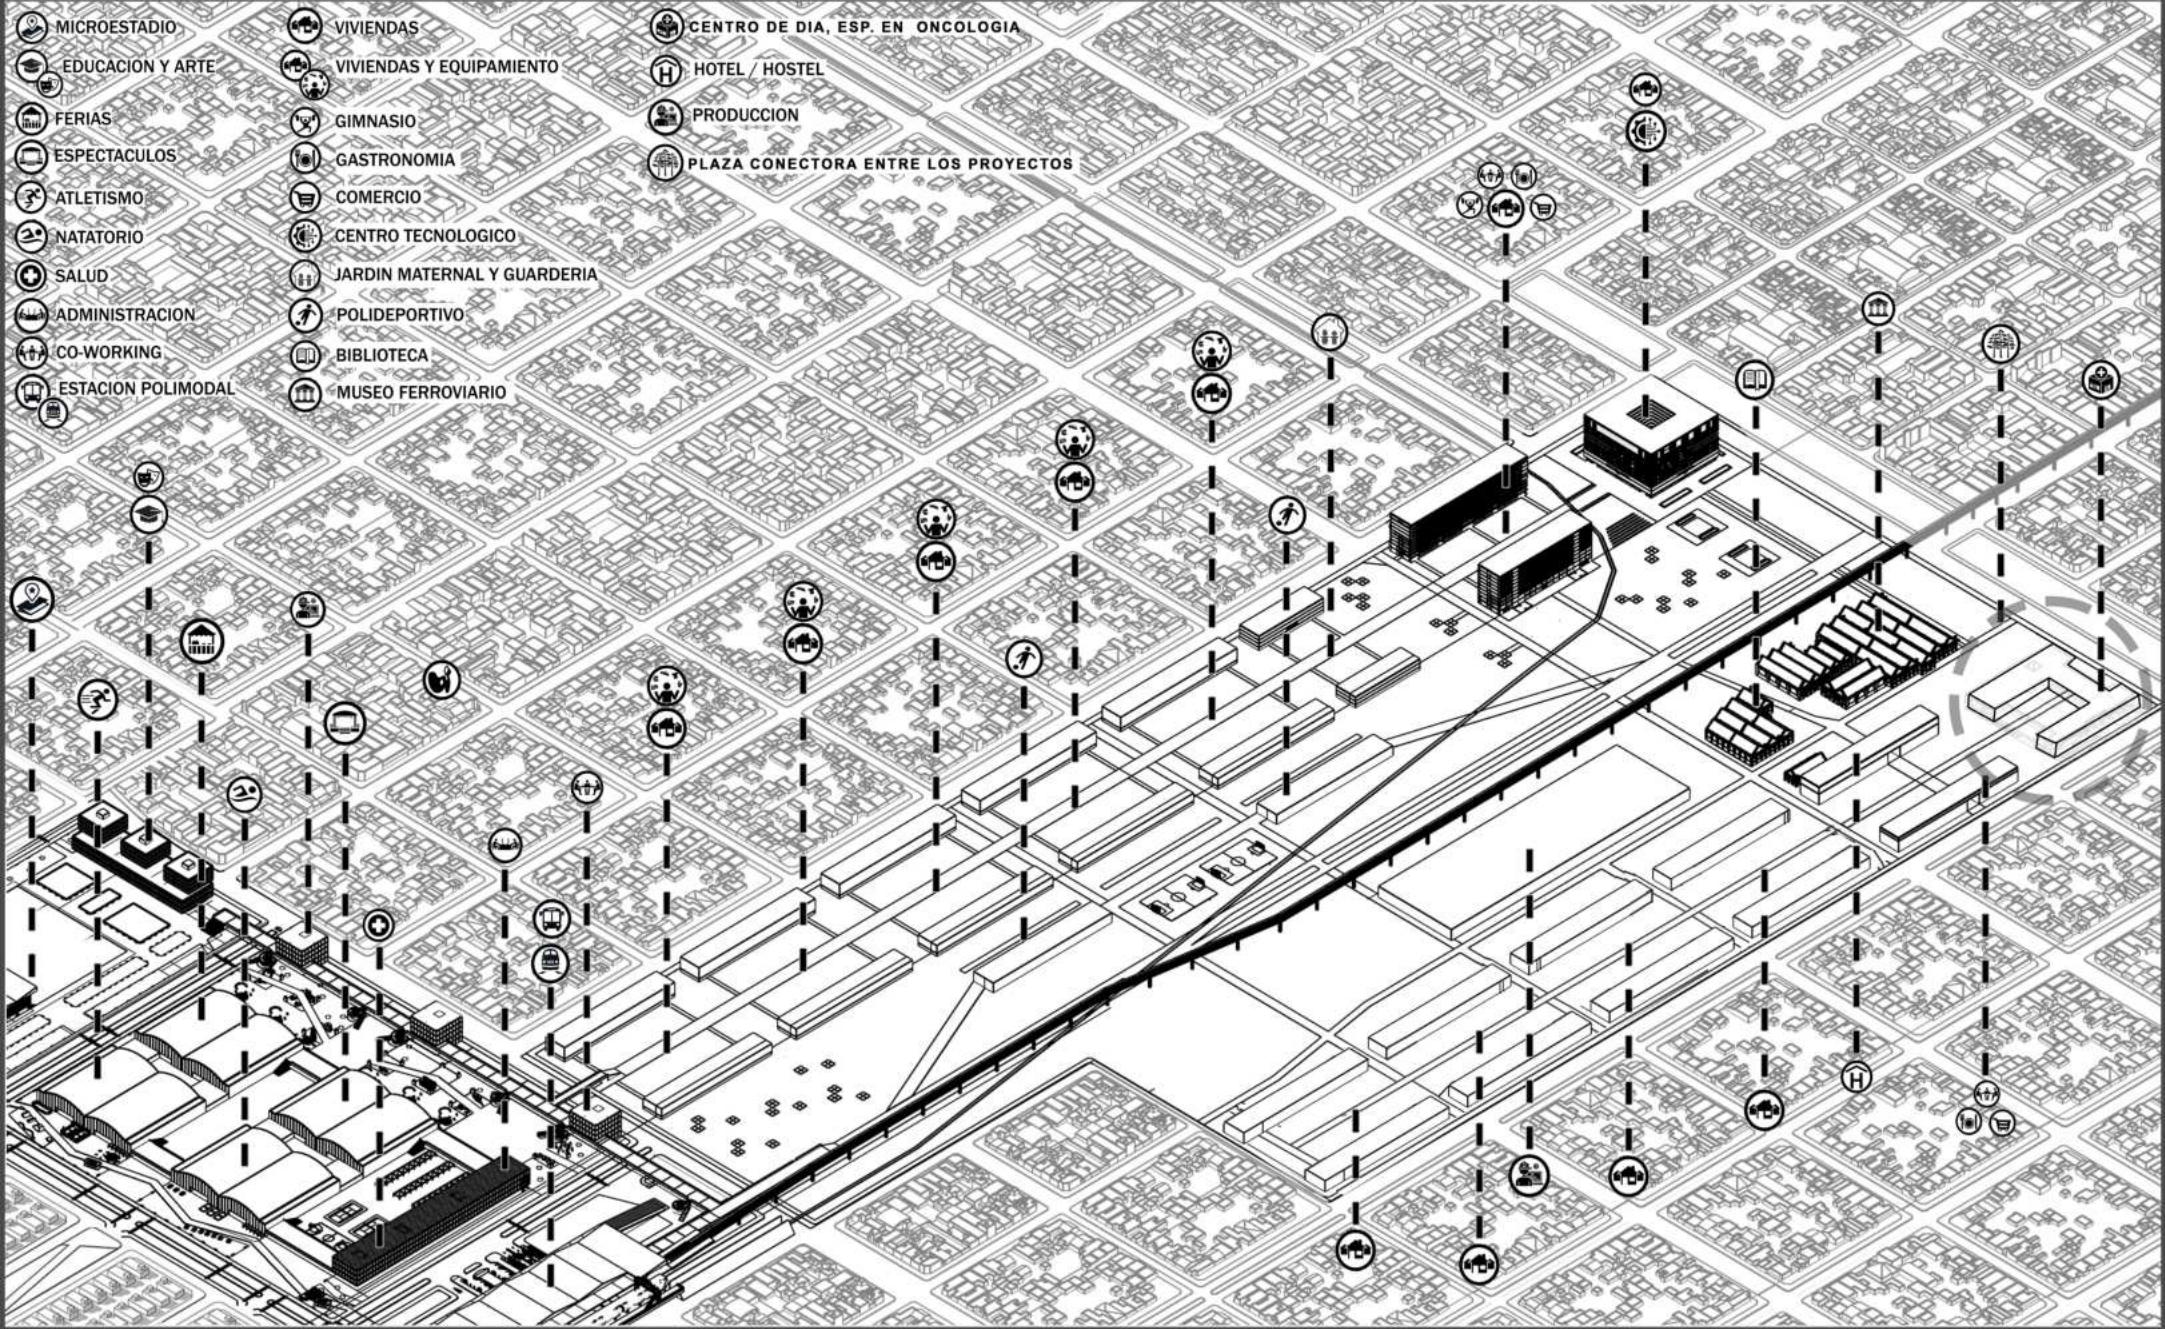 MICROESTADIO
EDUCACION Y ARTE
FERIAS
ESPECTACULOS
ATLETISMO
NATATORIO
SALUD
ADMINISTRACION
CO-WORKING
ESTACION POLIMODAL
VIVIENDAS
VIVIENDAS Y EQUIPAMIENTO
GIMNASIO
GASTRONOMIA
COMERCIO
CENTRO TECNOLOGICO
JARDIN MATERNAL Y GUARDERIA
POLIDEPORTIVO
BIBLIOTECA
MUSEO FERROVIARIO
CENTRO DE DIA, ESP. EN ONCOLOGIA
H HOTEL / HOSTEL
PRODUCCION
PLAZA CONECTORA ENTRE LOS PROYECTOS
H